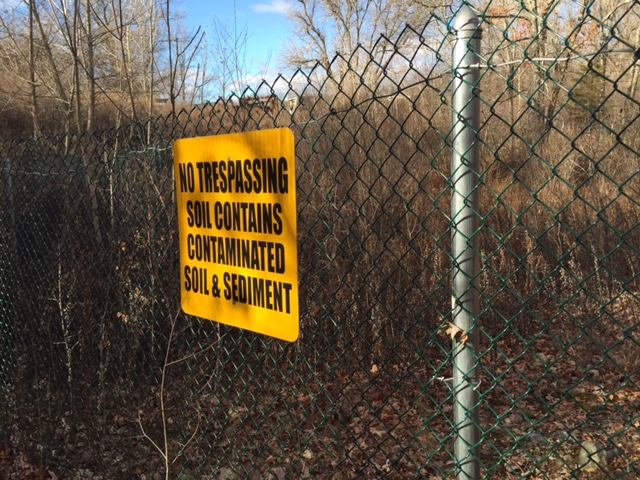 NO TRESPASSING
SOIL CONTAINS
CONTAMINATED
SOIL & SEDIMENT